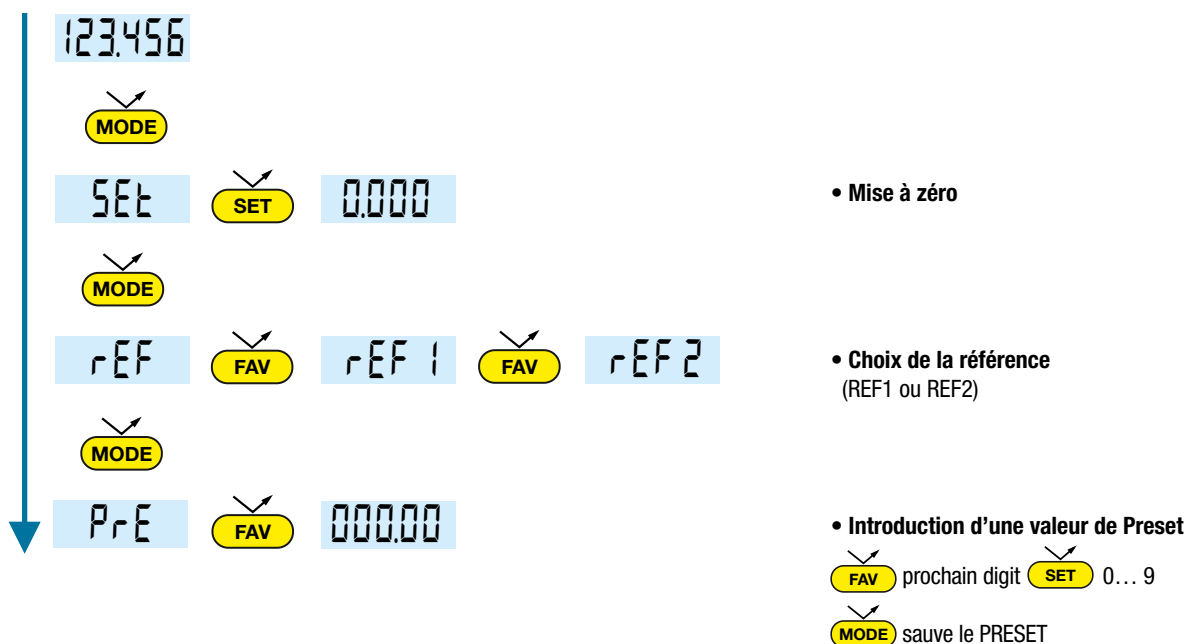 123.456
MODE
SEt SET 0.000 • Mise à zéro
MODE
rEF FAV rEF 1 FAV rEF 2 • Choix de la référence
(REF1 ou REF2)
MODE
PrE FAV 000.00 • Introduction d’une valeur de Preset
FAV prochain digit SET 0… 9
MODE sauve le PRESET